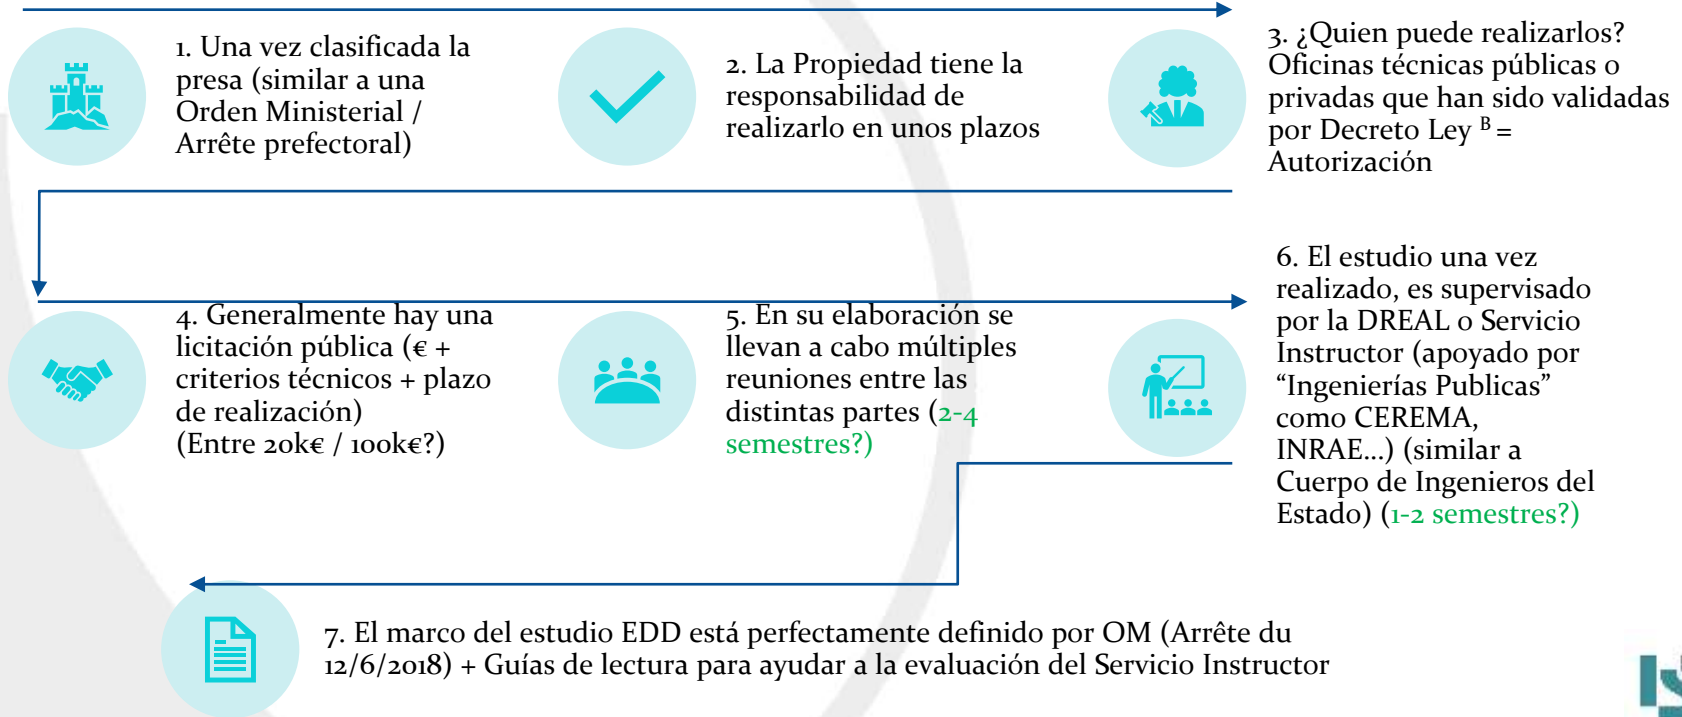 1. Una vez clasificada la
presa (similar a una
Orden Ministerial /
Arrête prefectoral)
2. La Propiedad tiene la
responsabilidad de
realizarlo en unos plazos
3. ¿Quien puede realizarlos?
Oficinas técnicas públicas o
privadas que han sido validadas
por Decreto Ley ᴮ =
Autorización
4. Generalmente hay una
licitación pública (€ +
criterios técnicos + plazo
de realización)
(Entre 20k€ / 100k€?)
5. En su elaboración se
llevan a cabo múltiples
reuniones entre las
distintas partes (2-4
semestres?)
6. El estudio una vez
realizado, es supervisado
por la DREAL o Servicio
Instructor (apoyado por
“Ingenierías Publicas”
como CEREMA,
INRAE...) (similar a
Cuerpo de Ingenieros del
Estado) (1-2 semestres?)
7. El marco del estudio EDD está perfectamente definido por OM (Arrête du
12/6/2018) + Guías de lectura para ayudar a la evaluación del Servicio Instructor